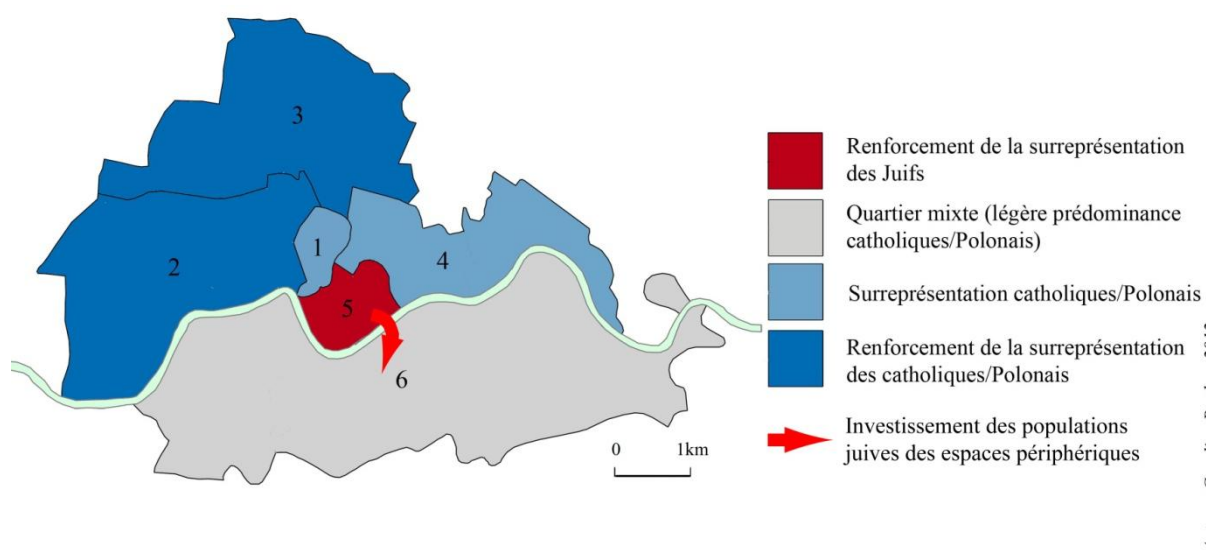 3
1
2
4
5
6
0 1km
Renforcement de la surreprésentation
des Juifs
Quartier mixte (légère prédominance
catholiques/Polonais)
Surreprésentation catholiques/Polonais
Renforcement de la surreprésentation
des catholiques/Polonais
Investissement des populations
juives des espaces périphériques